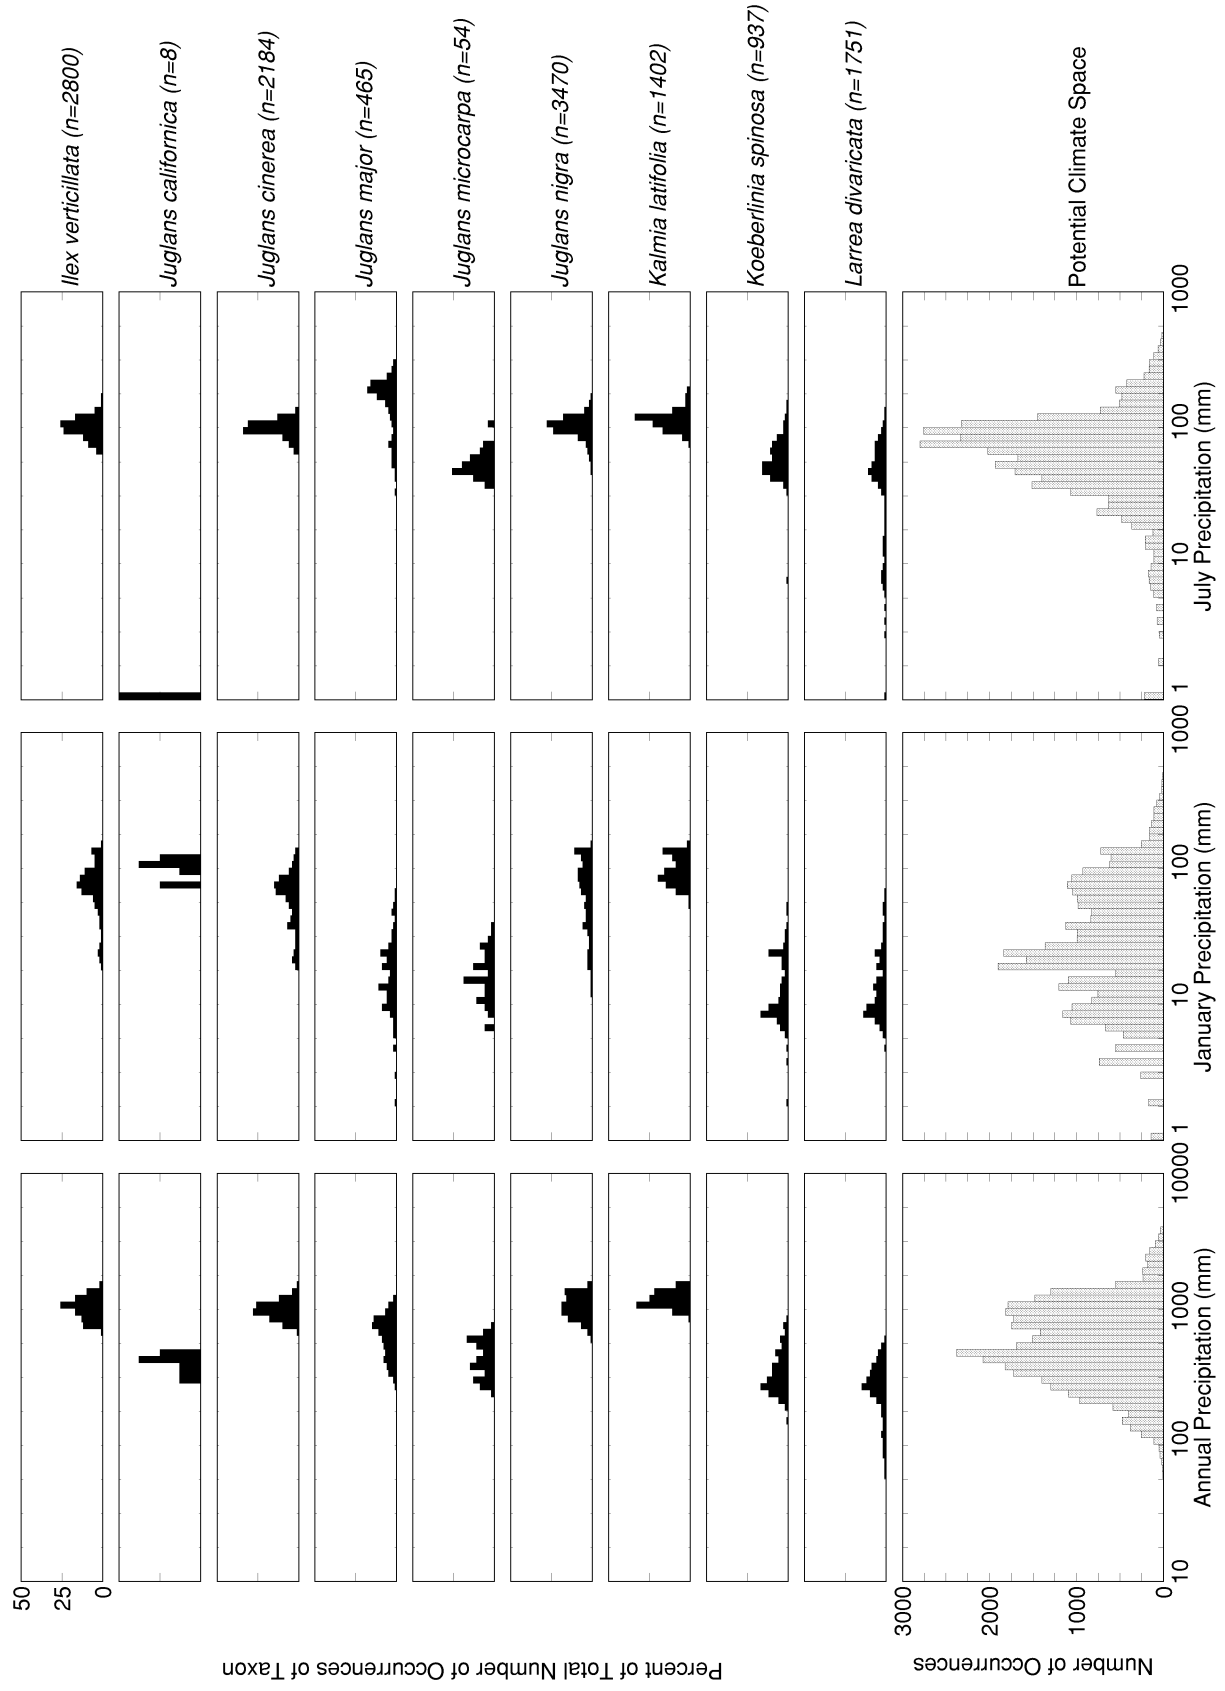 Ilex verticillata (n=2800)
Juglans californica (n=8)
Juglans cinerea (n=2184)
Juglans major (n=465)
Juglans microcarpa (n=54)
Juglans nigra (n=3470)
Kalmia latifolia (n=1402)
Koeberlinia spinosa (n=937)
Larrea divaricata (n=1751)
Potential Climate Space
50
25
0
Percent of Total Number of Occurrences of Taxon
3000
2000
1000
0
Number of Occurrences
10
100
1000
10000
Annual Precipitation (mm)
1
10
100
1000
January Precipitation (mm)
1
10
100
1000
July Precipitation (mm)